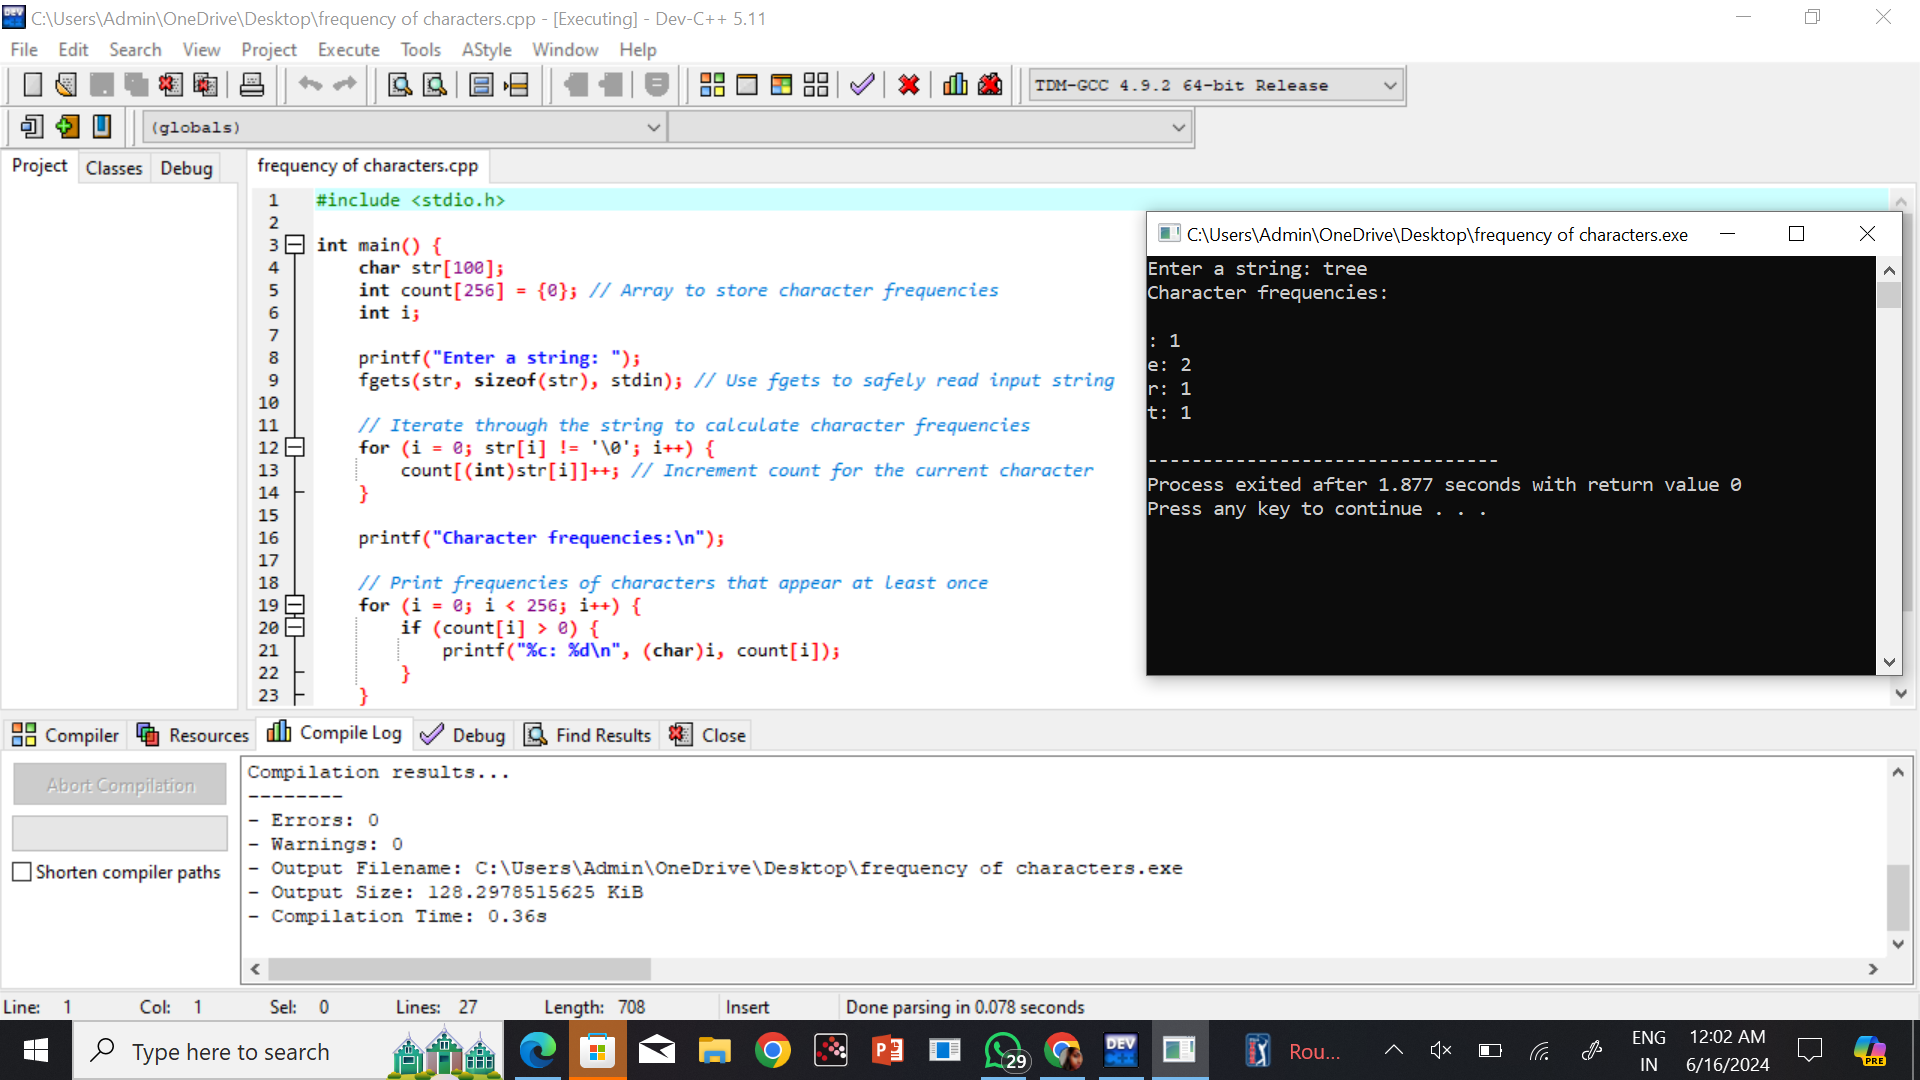 C:\Users\Admin\OneDrive\Desktop\frequency of characters.cpp - [Executing] - Dev-C++ 5.11
File Edit Search View Project Execute Tools AStyle Window Help
TDM-GCC 4.9.2 64-bit Release
(globals)
Project Classes Debug
frequency of characters.cpp
1 #include <stdio.h>
2
3 int main() {
4 char str[100];
5 int count[256] = {0}; // Array to store character frequencies
6 int i;
7
8 printf("Enter a string: ");
9 fgets(str, sizeof(str), stdin); // Use fgets to safely read input string
10
11 // Iterate through the string to calculate character frequencies
12 for (i = 0; str[i] != '\0'; i++) {
13 count[(int)str[i]]++; // Increment count for the current character
14 }
15
16 printf("Character frequencies:\n");
17
18 // Print frequencies of characters that appear at least once
19 for (i = 0; i < 256; i++) {
20 if (count[i] > 0) {
21 printf("%c: %d\n", (char)i, count[i]);
22 }
23 }
C:\Users\Admin\OneDrive\Desktop\frequency of characters.exe
Enter a string: tree
Character frequencies:
: 1
e: 2
r: 1
t: 1
--------------------------------
Process exited after 1.877 seconds with return value 0
Press any key to continue . . .
Compiler Resources Compile Log Debug Find Results Close
Abort Compilation
Shorten compiler paths
Compilation results...
--------
- Errors: 0
- Warnings: 0
- Output Filename: C:\Users\Admin\OneDrive\Desktop\frequency of characters.exe
- Output Size: 128.2978515625 KiB
- Compilation Time: 0.36s
Line: 1 Col: 1 Sel: 0 Lines: 27 Length: 708 Insert Done parsing in 0.078 seconds
Type here to search
29
DEV
Rou...
ENG
IN
12:02 AM
6/16/2024
PRE